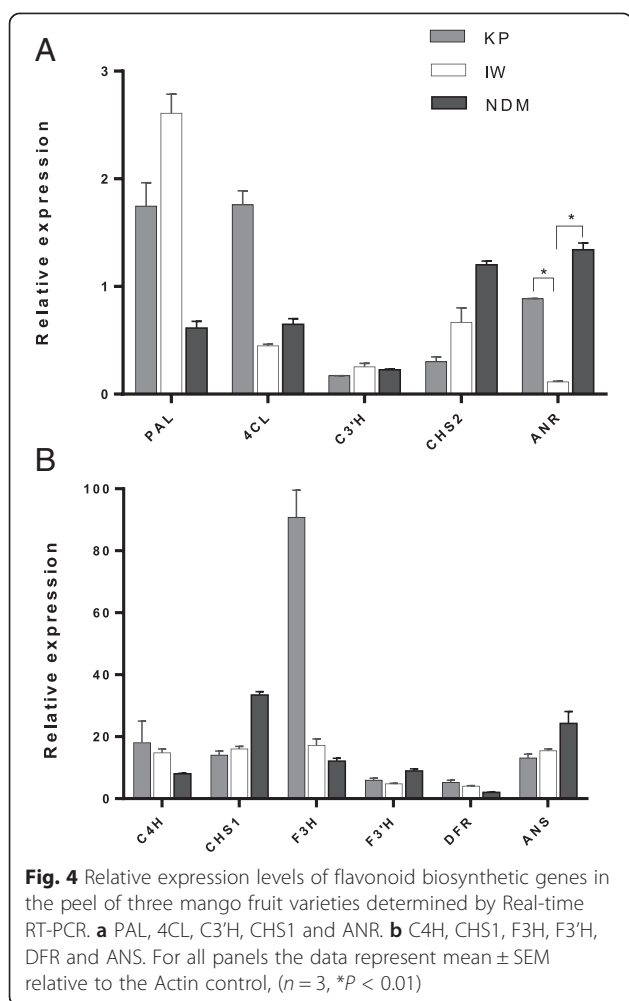 A
KP
IW
NDM
Relative expression
3
2
1
0
*
*
PAL
4CL
C3'H
CHS2
ANR
B
Relative expression
100
80
60
40
20
0
C4H
CHS1
F3H
F3'H
DFR
ANS
Fig. 4 Relative expression levels of flavonoid biosynthetic genes in
the peel of three mango fruit varieties determined by Real-time
RT-PCR. a PAL, 4CL, C3'H, CHS1 and ANR. b C4H, CHS1, F3H, F3'H,
DFR and ANS. For all panels the data represent mean ± SEM
relative to the Actin control, (n = 3, *P < 0.01)